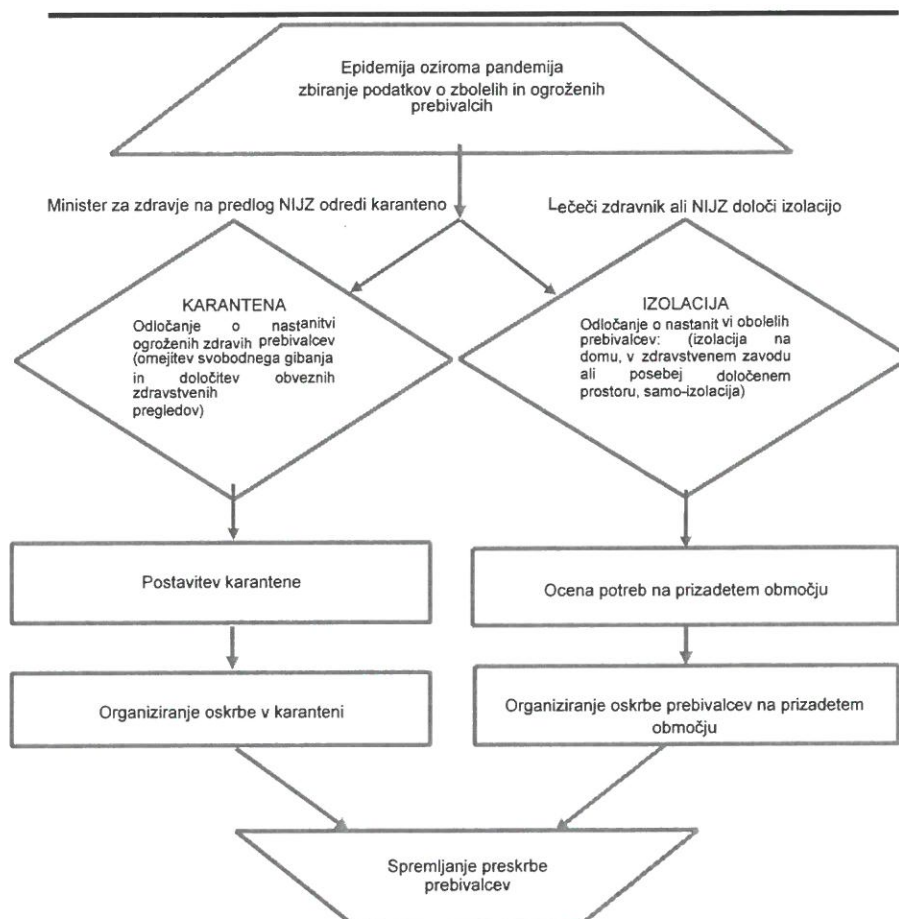 Epidemija oziroma pandemija
zbiranje podatkov o zbolelih in ogroženih
prebivalcih
Minister za zdravje na predlog NIJZ odredi karanteno
Lečeči zdravnik ali NIJZ določi izolacijo
KARANTENA
Odločanje o nastanitvi
ogroženih zdravih prebivalcev
(omejitev svobodnega gibanja
in določitev obveznih
zdravstvenih
pregledov)
IZOLACIJA
Odločanje o nastanit vi obolelih
prebivalcev: (izolacija na
domu, v zdravstvenem zavodu
ali posebej določenem
prostoru, samo-izolacija)
Postavitev karantene
Ocena potreb na prizadetem območju
Organiziranje oskrbe v karanteni
Organiziranje oskrbe prebivalcev na prizadetem
območju
Spremljanje preskrbe
prebivalcev